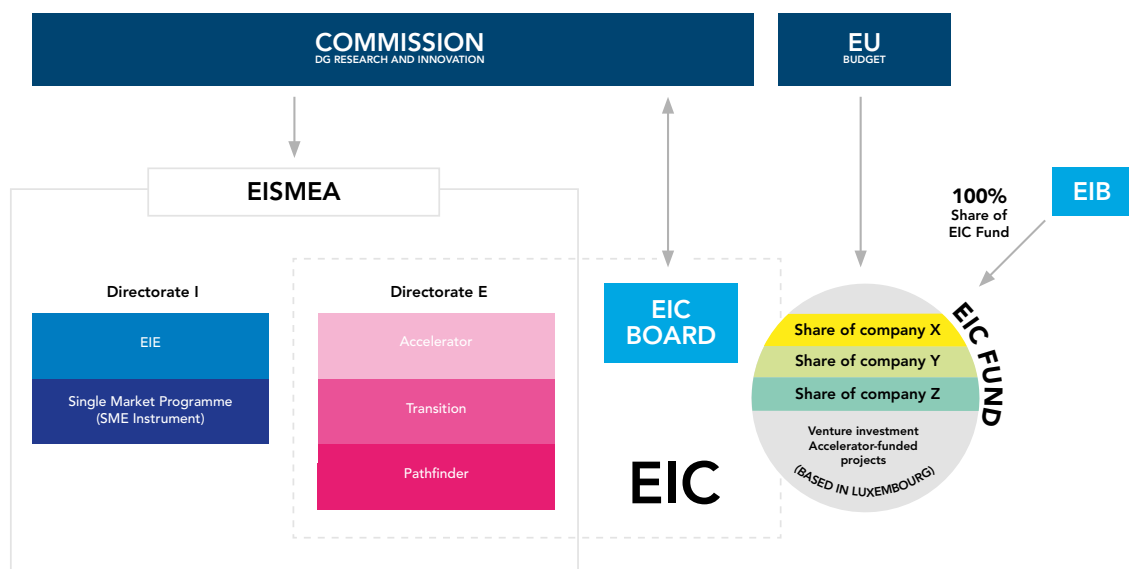 COMMISSION
DG RESEARCH AND INNOVATION
EU
BUDGET
EISMEA
100%
Share of
EIC Fund
EIB
Directorate I
EIE
Single Market Programme
(SME Instrument)
Directorate E
Accelerator
Transition
Pathfinder
EIC
BOARD
EIC
EIC FUND
Share of company X
Share of company Y
Share of company Z
Venture investment
Accelerator-funded
projects
(BASED IN LUXEMBOURG)